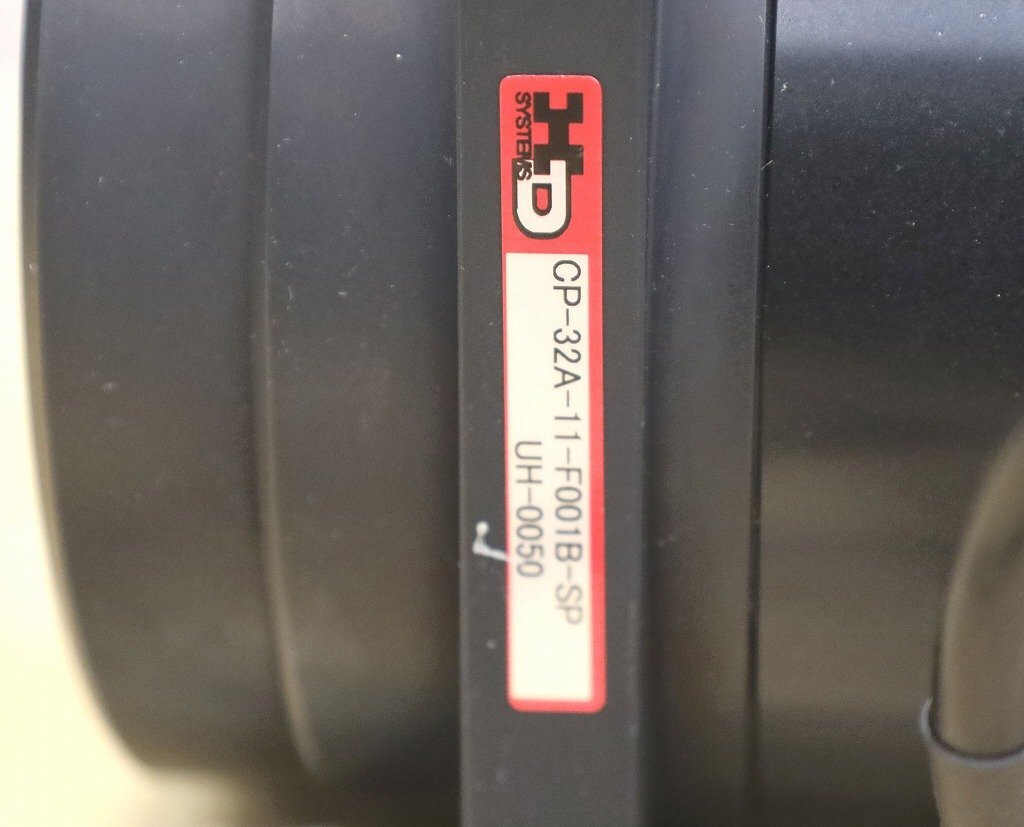 HD
SYSTEMS
CP-32A-11-F001B-SP
UH-0050